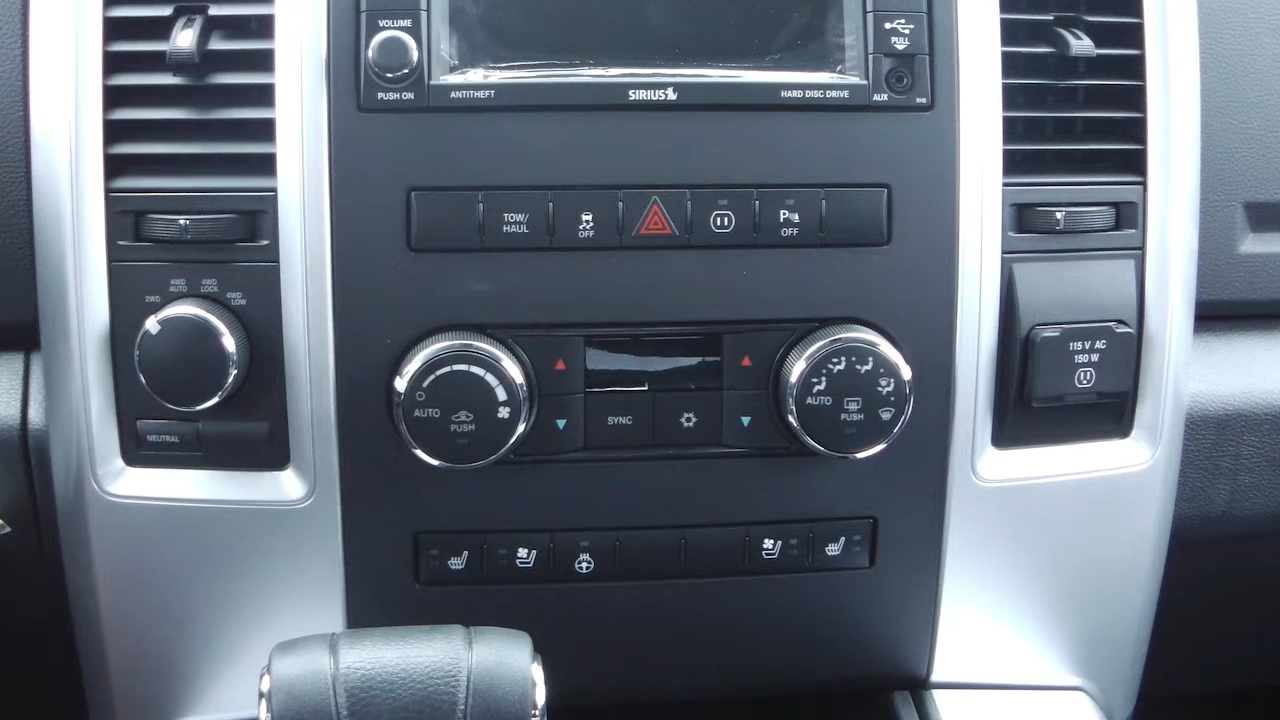 VOLUME
PUSH ON
ANTITHEFT
SIRIUS
HARD DISC DRIVE
PULL
AUX
RHB
TOW/
HAUL
OFF
P
OFF
2WD
4WD
AUTO
4WD
LOCK
4WD
LOW
NEUTRAL
AUTO
PUSH
SYNC
AUTO
PUSH
115 V AC
150 W